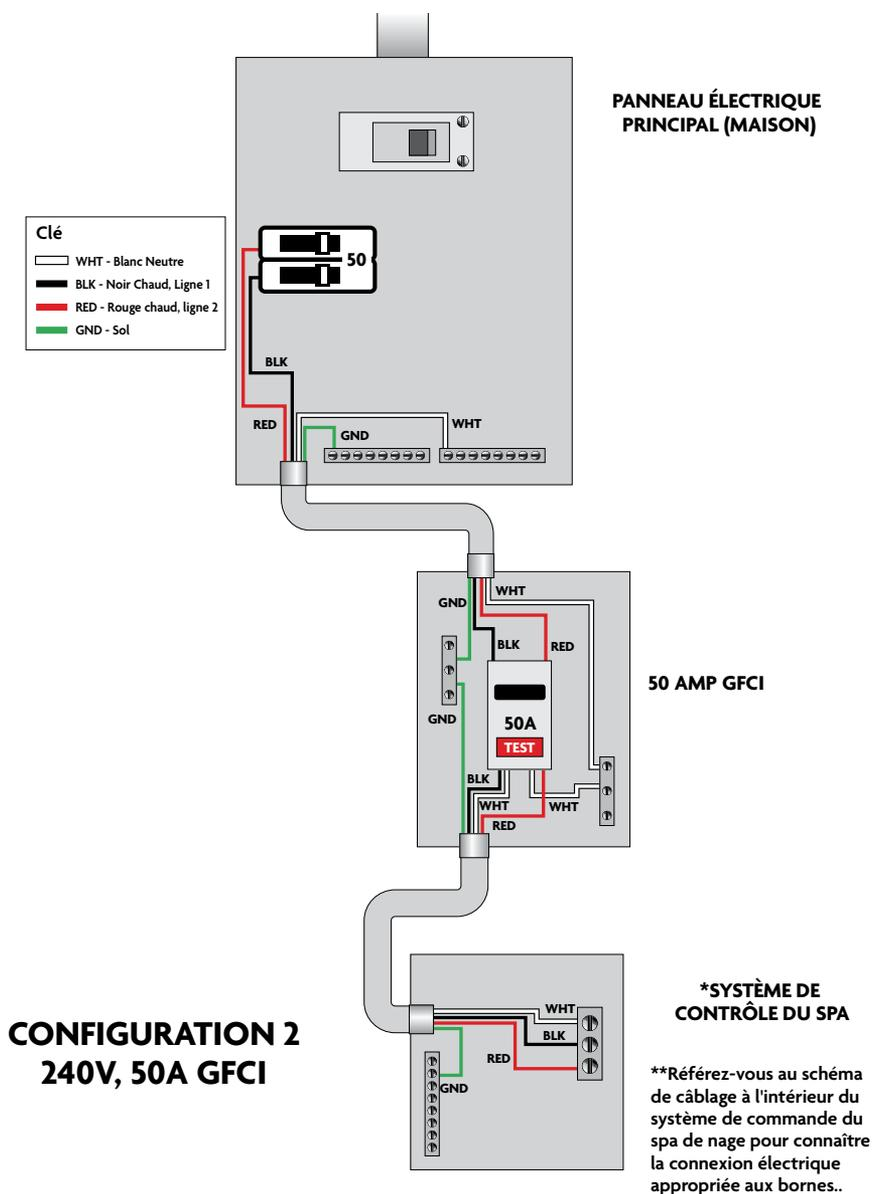 PANNEAU ÉLECTRIQUE
PRINCIPAL (MAISON)
Clé
WHT - Blanc Neutre
BLK - Noir Chaud, Ligne 1
RED - Rouge chaud, ligne 2
GND - Sol
50
BLK
RED
GND
WHT
WHT
GND
BLK
RED
50 AMP GFCI
GND
50A
TEST
BLK
WHT
WHT
RED
*SYSTÈME DE
CONTRÔLE DU SPA
WHT
BLK
RED
GND
CONFIGURATION 2
240V, 50A GFCI
**Référez-vous au schéma
de câblage à l'intérieur du
système de commande du
spa de nage pour connaître
la connexion électrique
appropriée aux bornes..